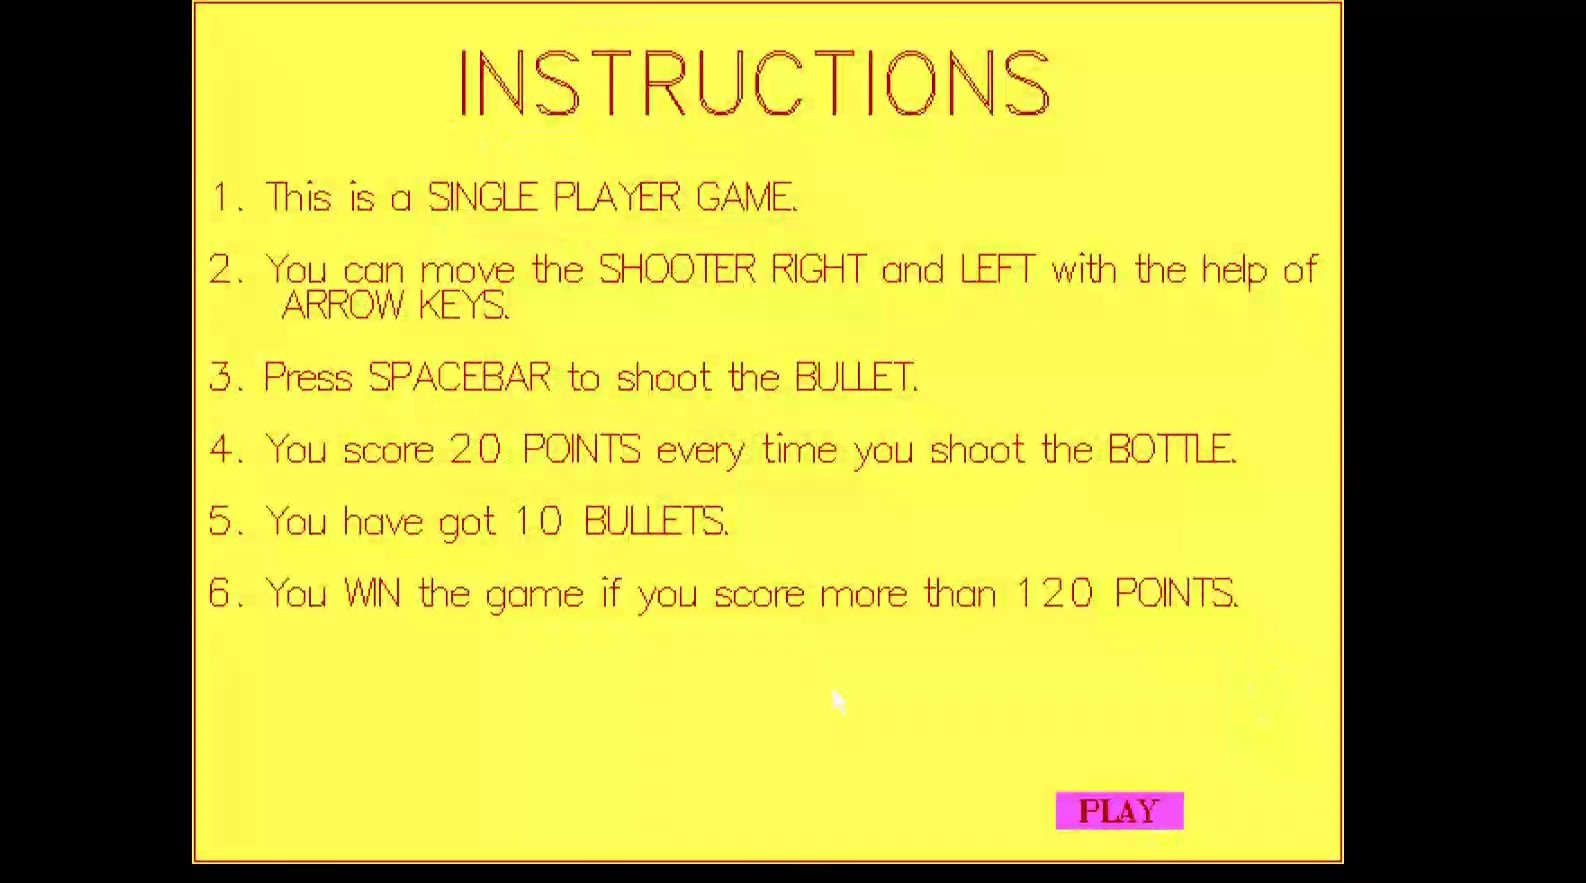 INSTRUCTIONS
1. This is a SINGLE PLAYER GAME.
2. You can move the SHOOTER RIGHT and LEFT with the help of
ARROW KEYS.
3. Press SPACEBAR to shoot the BULLET.
4. You score 20 POINTS every time you shoot the BOTTLE.
5. You have got 10 BULLETS.
6. You WIN the game if you score more than 120 POINTS.
PLAY